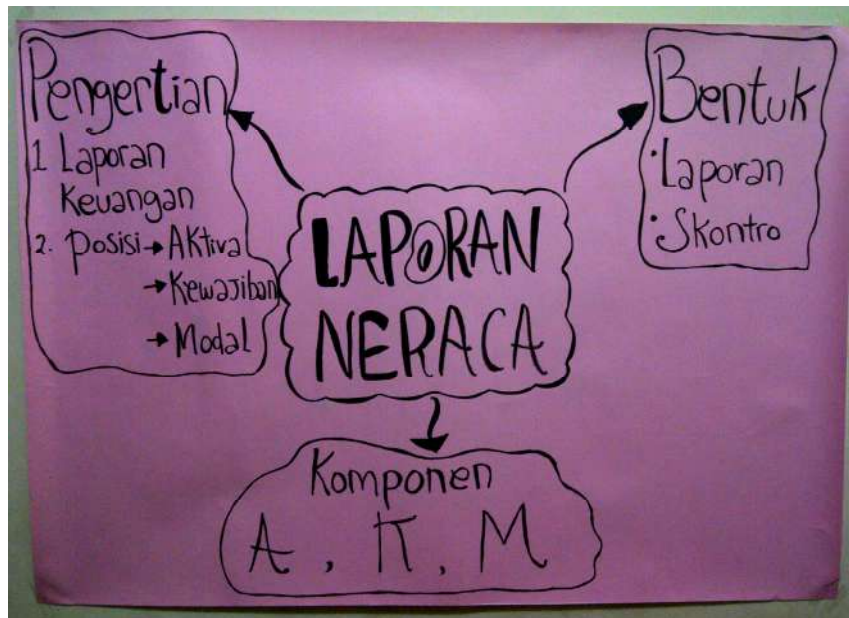 Pengertian
1 Laporan
Keuangan
2. Posisi → Aktiva
→ Kewajiban
→ Modal
Bentuk
· Laporan
· Skontro
LAPORAN
NERACA
Komponen
A, K, M